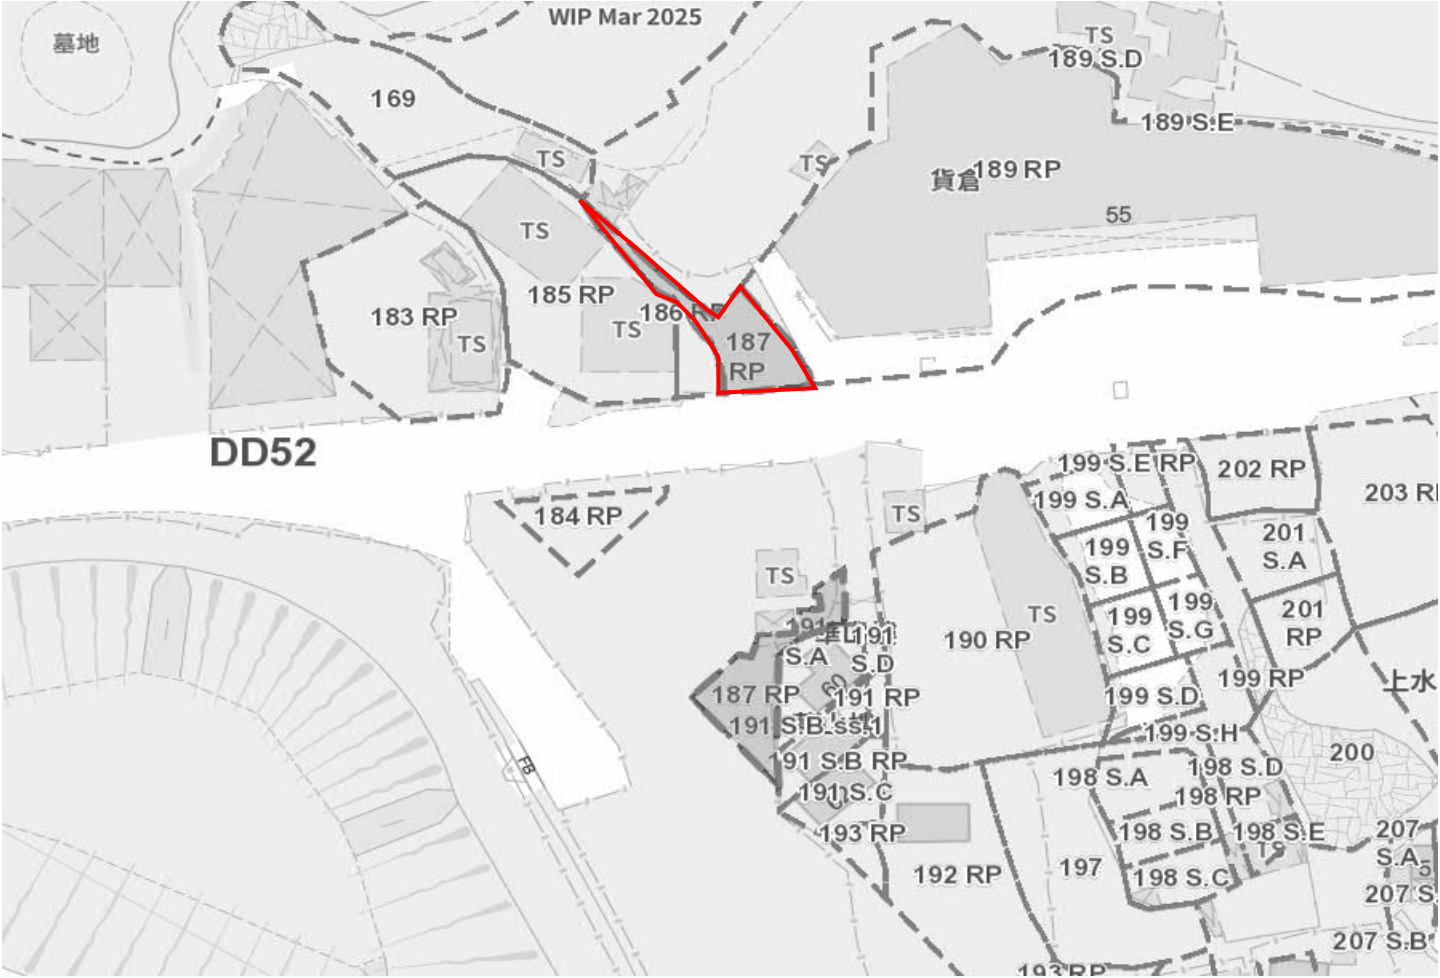 WIP Mar 2025
墓地
TS
189 S.D
169
189 S.E
TS
TS
貨倉
189 RP
55
TS
185 RP
183 RP
186 RP
TS
TS
187
RP
DD52
199 S.E RP
202 RP
203 R
199 S.A
184 RP
TS
199
S.F
201
S.A
199
S.B
TS
TS
199
S.G
201
RP
199
S.C
191
S.A
191
S.D
190 RP
199 RP
上水
60
187 RP
191 RP
199 S.D
191 S.B ss.1
199 S.H
200
FB
191 S.B RP
198 S.A
198 S.D
191 S.C
198 RP
193 RP
198 S.B
198 S.E
TS
207
S.A
5
192 RP
197
198 S.C
207 S.
207 S.B
193 RP